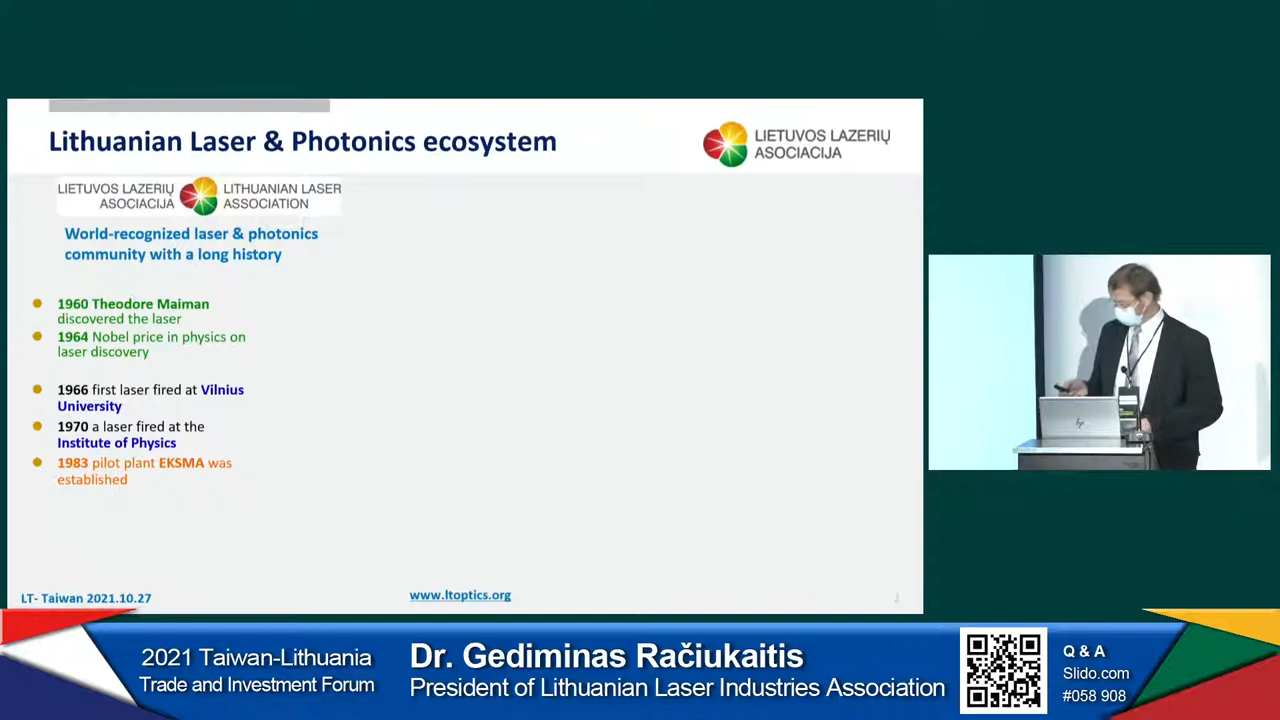 Lithuanian Laser & Photonics ecosystem
LIETUVOS LAZERIŲ
ASOCIACIJA
LIETUVOS LAZERIŲ
ASOCIACIJA
LITHUANIAN LASER
ASSOCIATION
World-recognized laser & photonics
community with a long history
1960 Theodore Maiman
discovered the laser
1964 Nobel price in physics on
laser discovery
1966 first laser fired at Vilnius
University
1970 a laser fired at the
Institute of Physics
1983 pilot plant EKSMA was
established
LT- Taiwan 2021.10.27
www.ltoptics.org
hp
2021 Taiwan-Lithuania
Trade and Investment Forum
Dr. Gediminas Račiukaitis
President of Lithuanian Laser Industries Association
Q & A
Slido.com
#058 908